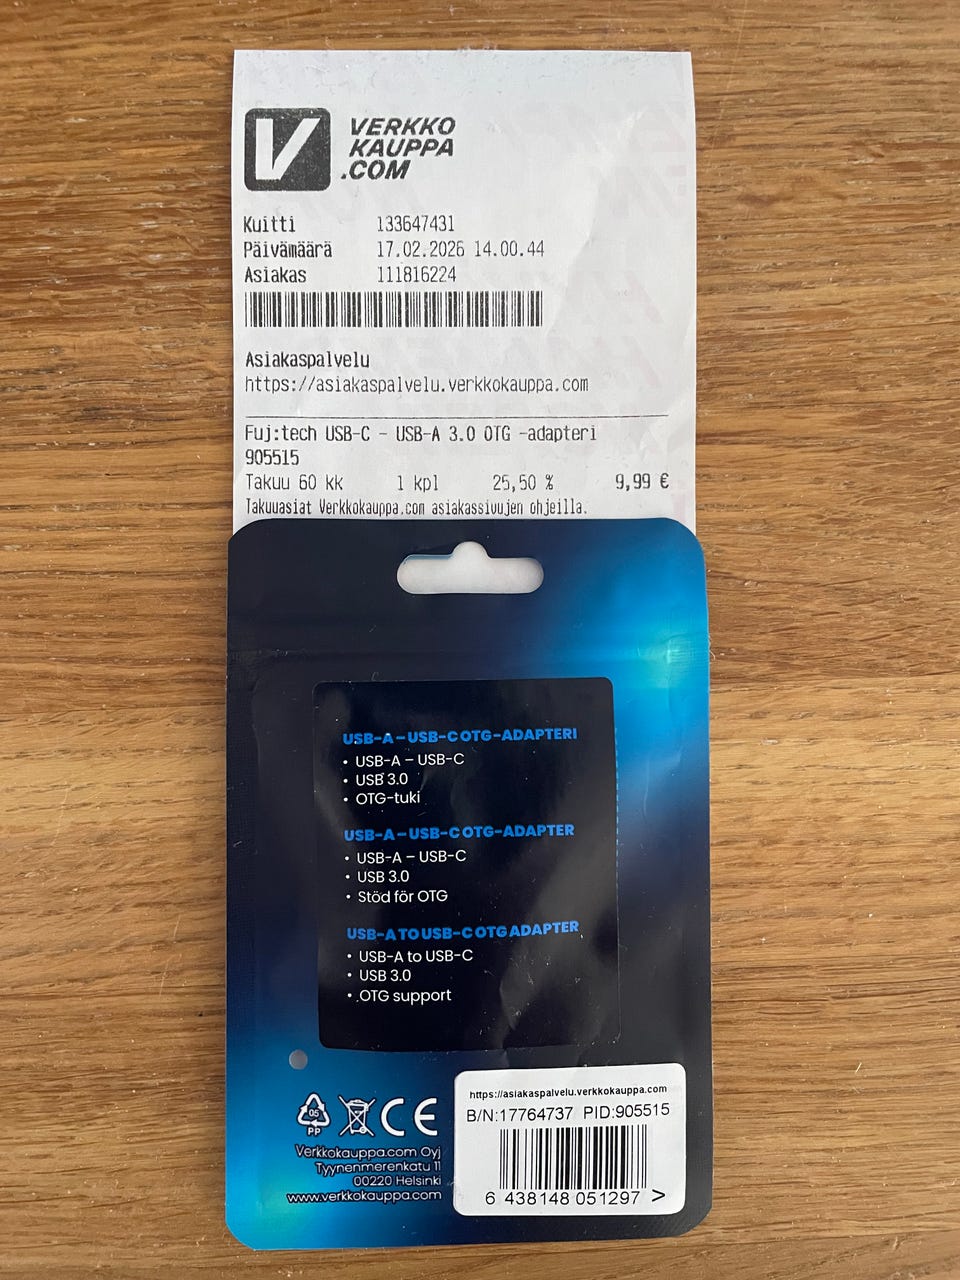 VERKKO
KAUPPA
.COM
Kuitti 133647431
Päivämäärä 17.02.2026 14.00.44
Asiakas 111816224
Asiakaspalvelu
https://asiakaspalvelu.verkkokauppa.com
Fuj:tech USB-C - USB-A 3.0 OTG -adapteri
905515
Takuu 60 kk 1 kpl 25,50 % 9,99 €
Takuuasiat Verkkokauppa.com asiakassivujen ohjeilla.
USB-A – USB-C OTG-ADAPTERI
• USB-A – USB-C
• USB 3.0
• OTG-tuki
USB-A – USB-C OTG-ADAPTER
• USB-A – USB-C
• USB 3.0
• Stöd för OTG
USB-A TO USB-C OTG ADAPTER
• USB-A to USB-C
• USB 3.0
• OTG support
05
PP
CE
Verkkokauppa.com Oyj
Tyynenmerenkatu 11
00220 Helsinki
www.verkkokauppa.com
https://asiakaspalvelu.verkkokauppa.com
B/N:17764737 PID:905515
6 438148 051297 >